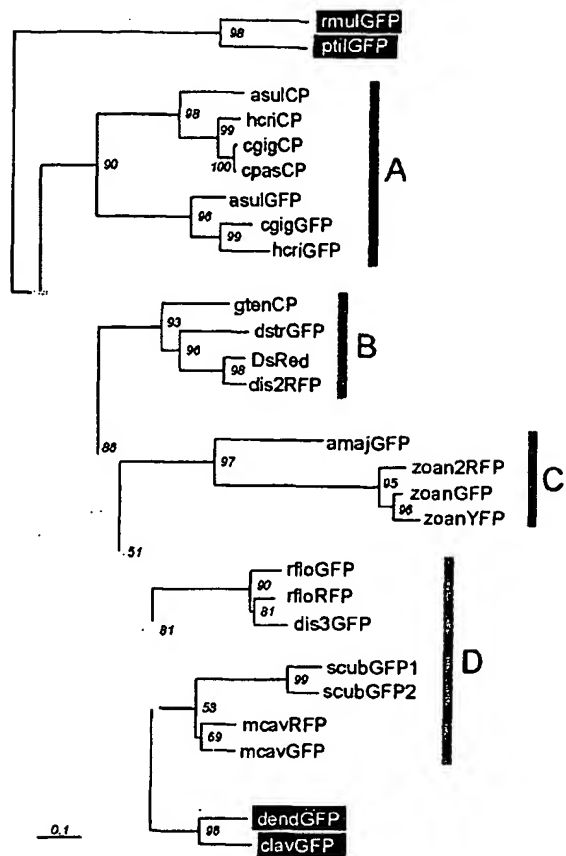 rmulGFP
98
ptilGFP
asulCP
98
hcriCP
99
cgigCP
100
cpasCP
90
A
asulGFP
96
cgigGFP
99
hcriGFP
gtenCP
93
dstrGFP
B
96
DsRed
98
dis2RFP
amajGFP
88
97
zoan2RFP
95
C
zoanGFP
96
zoanYFP
51
rfloGFP
90
rfloRFP
81
dis3GFP
81
D
scubGFP1
99
scubGFP2
53
mcavRFP
69
mcavGFP
dendGFP
98
0.1
clavGFP